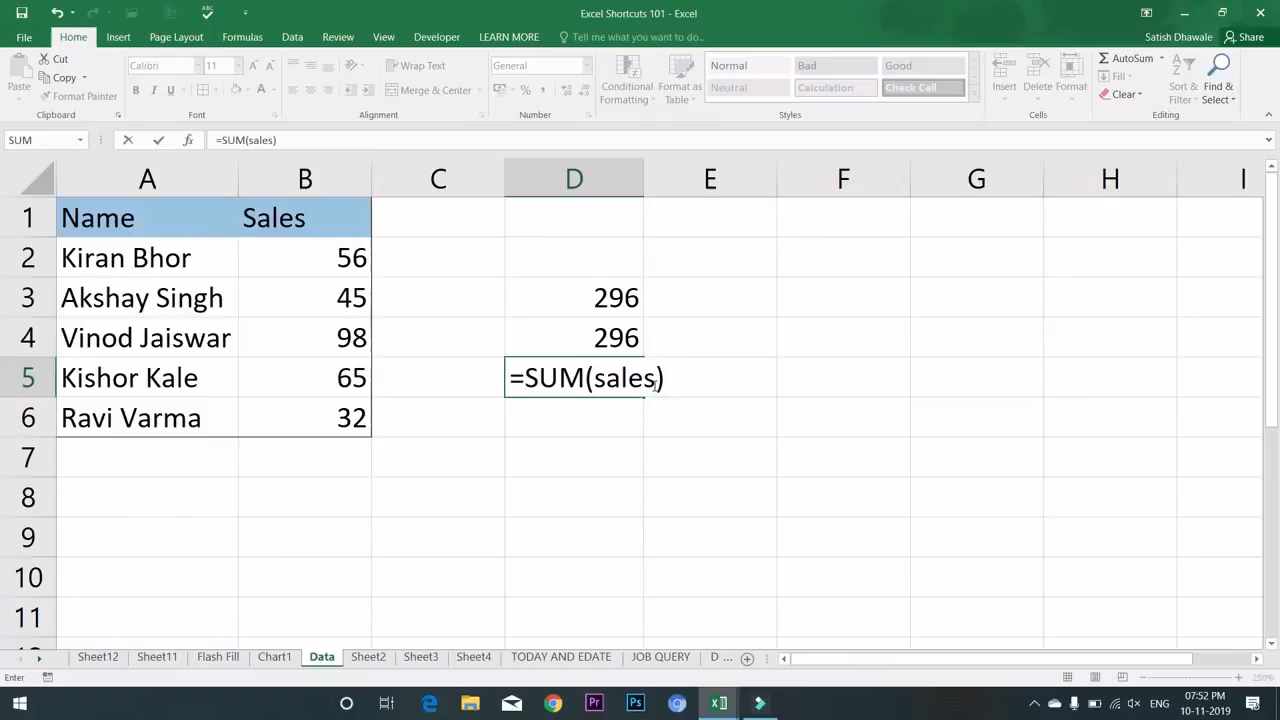 Excel Shortcuts 101 - Excel
File Home Insert Page Layout Formulas Data Review View Developer LEARN MORE Tell me what you want to do... Satish Dhawale Share
Paste
Cut
Copy
Format Painter
Clipboard
Calibri 11
B I U
Font
Wrap Text
Merge & Center
Alignment
General
%
Number
Conditional Formatting
Format as Table
Normal Bad Good
Neutral Calculation Check Cell
Styles
Insert Delete Format
Cells
AutoSum
Fill
Clear
Sort & Filter
Find & Select
Editing
SUM fx =SUM(sales)
A B C D E F G H I
1 Name Sales
2 Kiran Bhor 56
3 Akshay Singh 45 296
4 Vinod Jaiswar 98 296
5 Kishor Kale 65 =SUM(sales)
6 Ravi Varma 32
7
8
9
10
11
Sheet12 Sheet11 Flash Fill Chart1 Data Sheet2 Sheet3 Sheet4 TODAY AND EDATE JOB QUERY D ...
Enter 250%
Pr Ps ENG 07:52 PM
10-11-2019